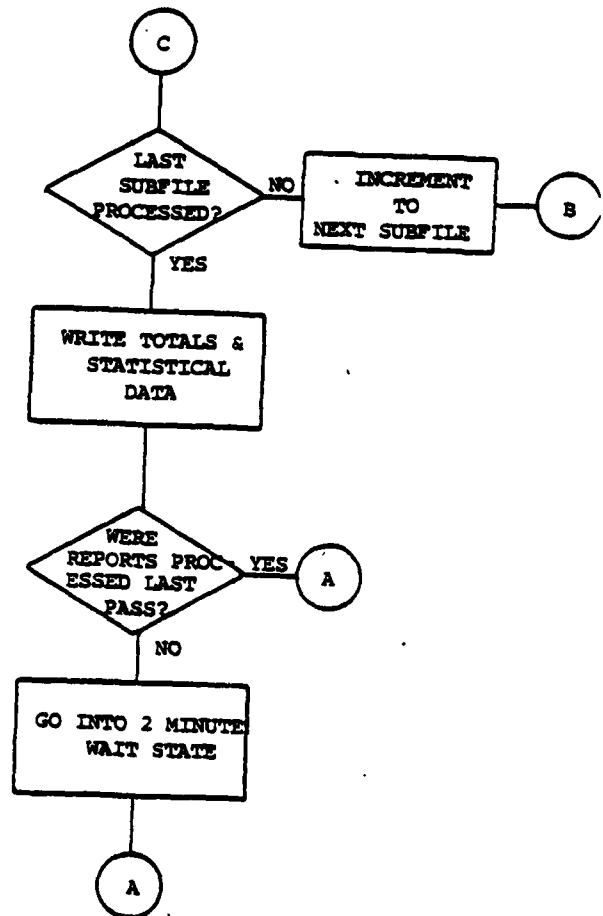 C
LAST
SUBFILE
PROCESSED?
NO
INCREMENT
TO
NEXT SUBFILE
B
YES
WRITE TOTALS &
STATISTICAL
DATA
WERE
REPORTS PROC-
ESSED LAST
PASS?
YES
A
NO
GO INTO 2 MINUTE
WAIT STATE
A